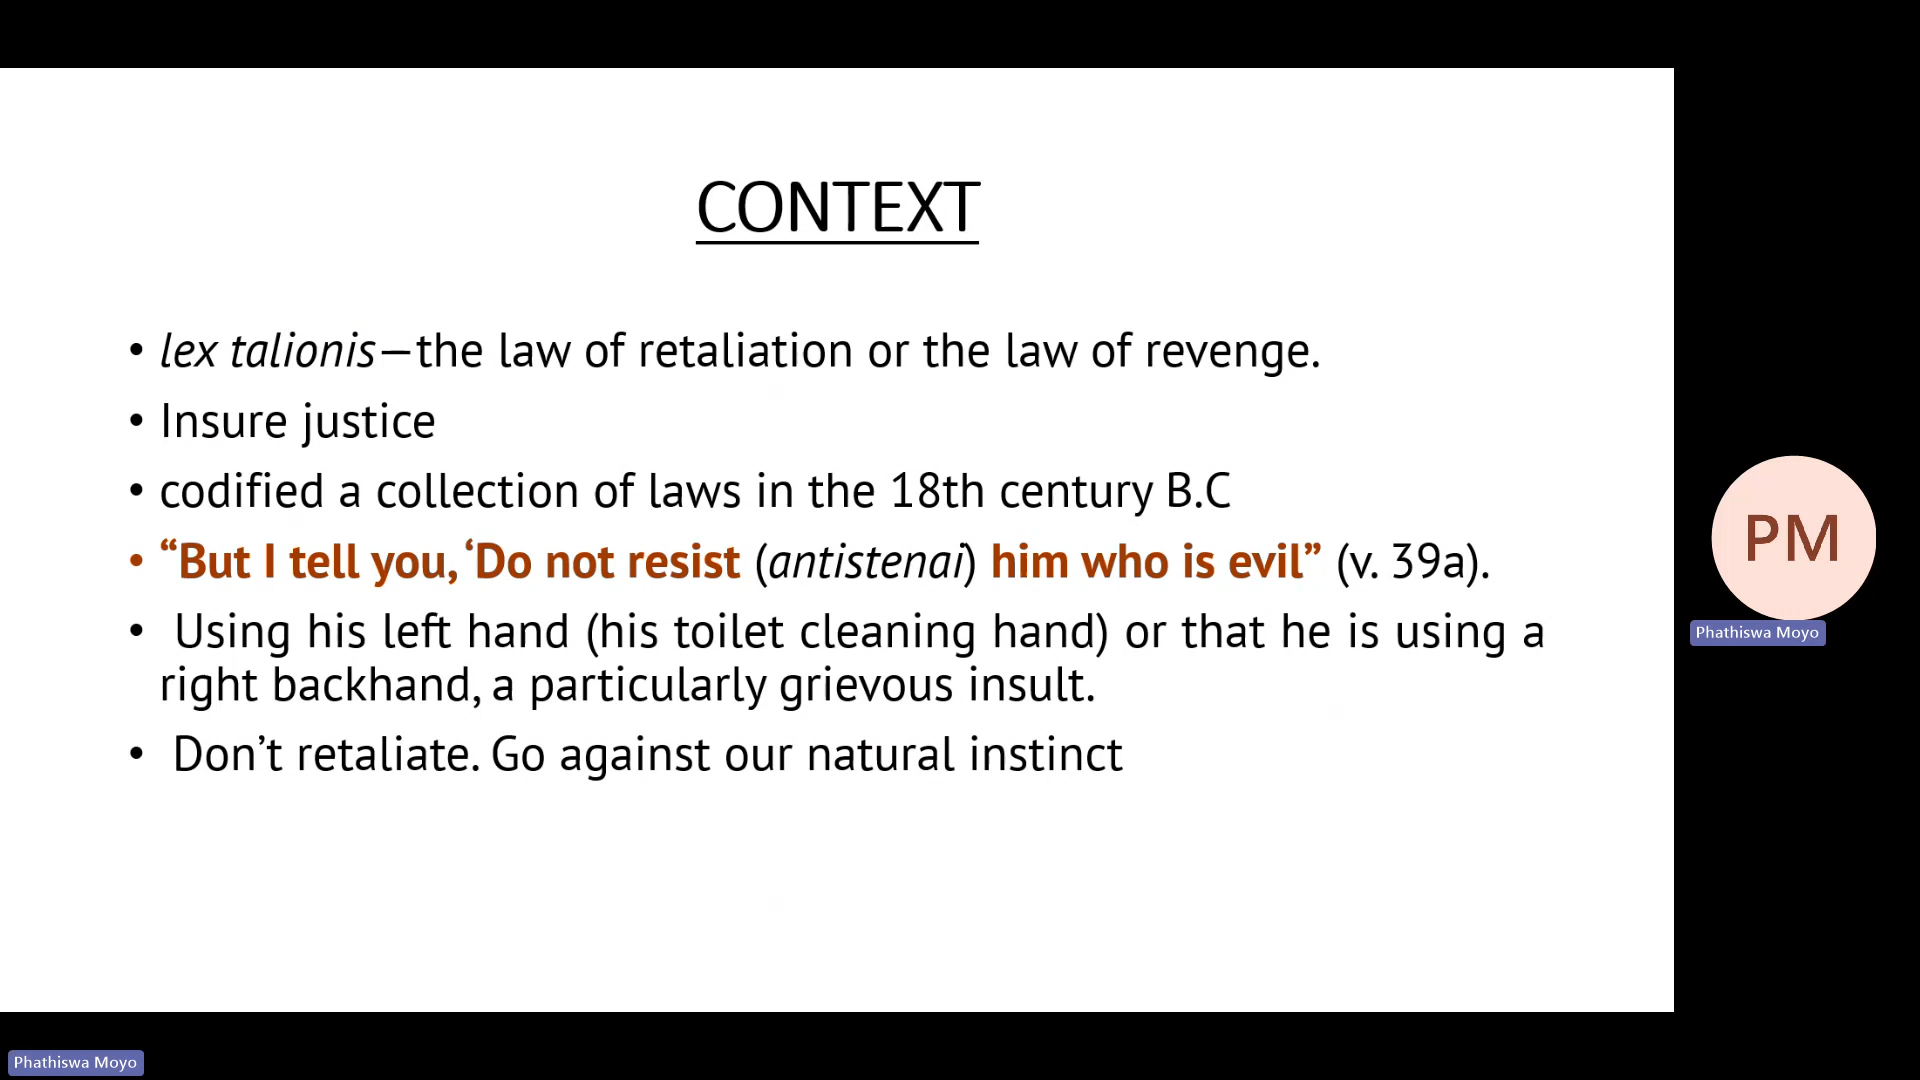 CONTEXT
• lex talionis—the law of retaliation or the law of revenge.
• Insure justice
• codified a collection of laws in the 18th century B.C
• “But I tell you, ‘Do not resist (antistenai) him who is evil” (v. 39a).
• Using his left hand (his toilet cleaning hand) or that he is using a
right backhand, a particularly grievous insult.
• Don’t retaliate. Go against our natural instinct
PM
Phathiswa Moyo
Phathiswa Moyo